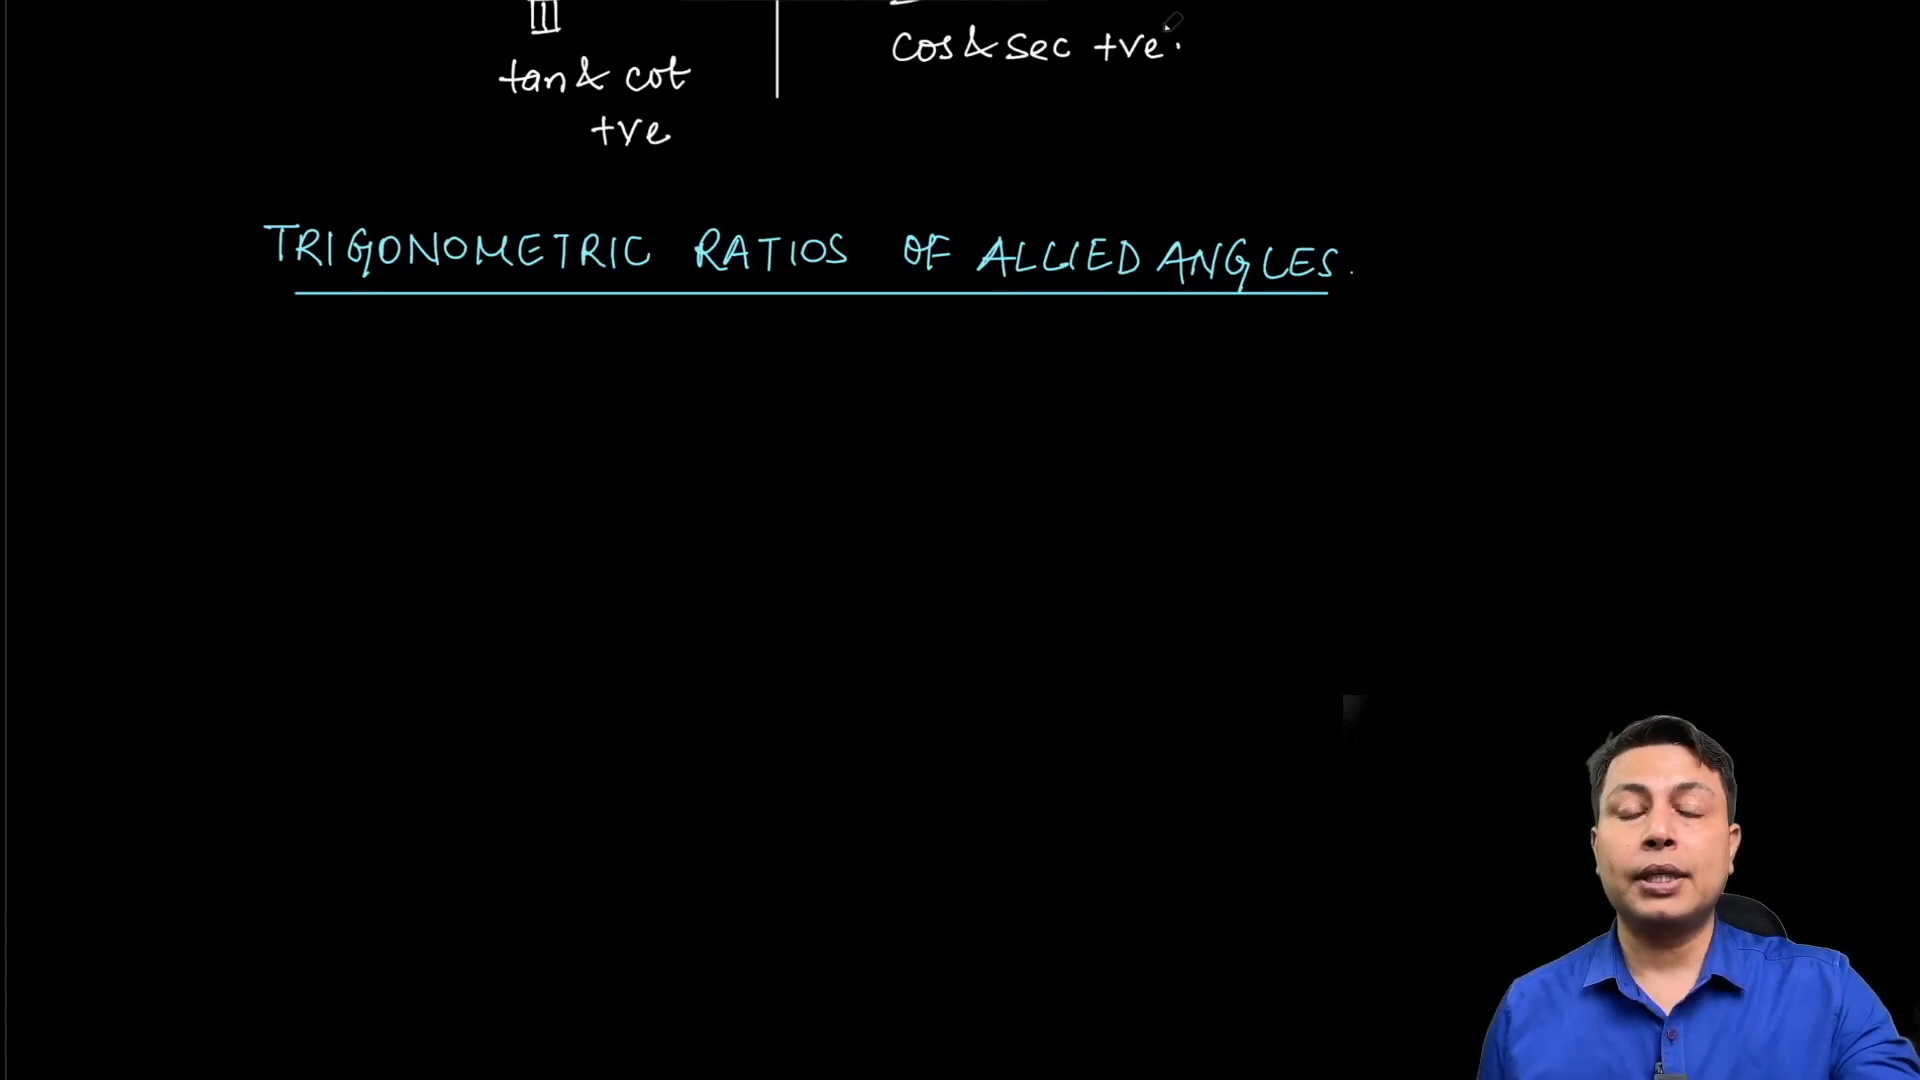 III
cos & sec +ve.
tan & cot
+ve
TRIGONOMETRIC RATIOS OF ALLIED ANGLES.